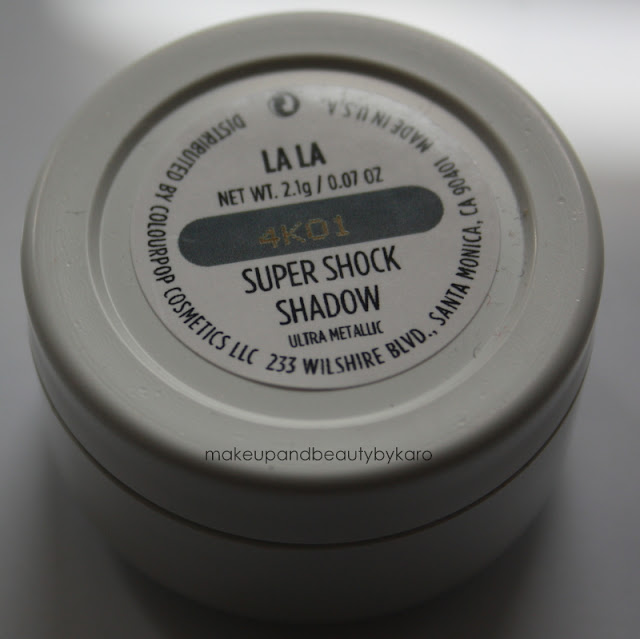 LA LA
NET WT. 2.1g / 0.07 OZ
4K01
SUPER SHOCK
SHADOW
ULTRA METALLIC
DISTRIBUTED BY COLOURPOP COSMETICS LLC 233 WILSHIRE BLVD., SANTA MONICA, CA 90401 MADE IN U.S.A.
makeupandbeautybykaro